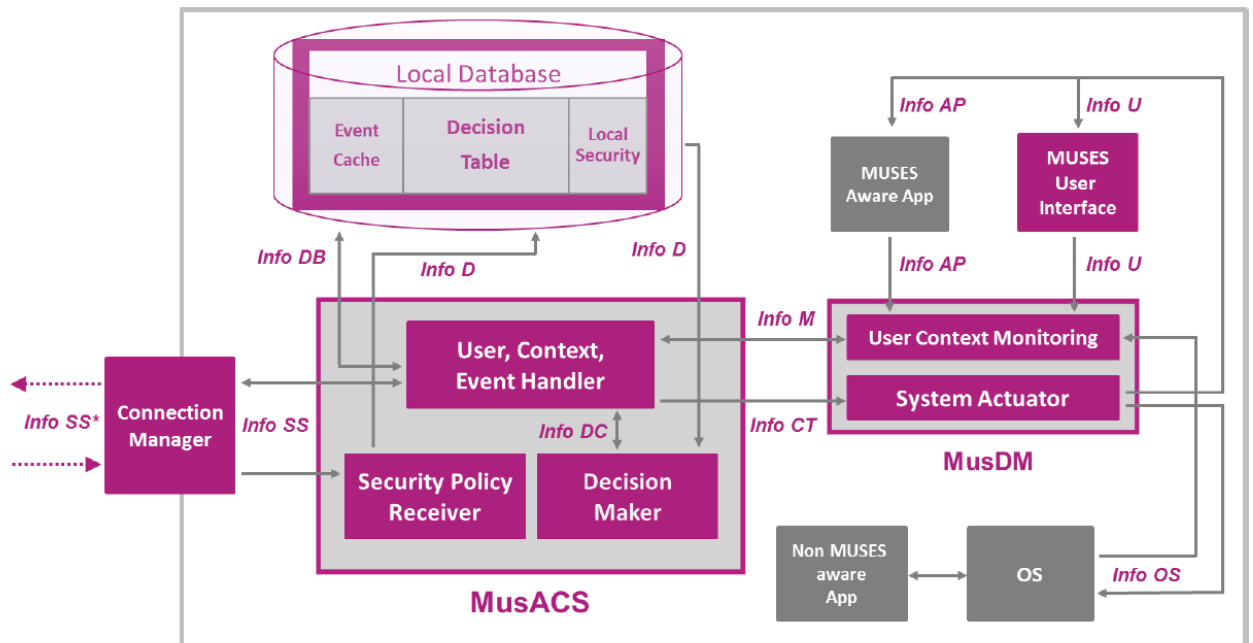 Local Database
Event
Cache
Decision
Table
Local
Security
Info AP
Info U
MUSES
Aware App
MUSES
User
Interface
Info DB
Info D
Info D
Info AP
Info U
User, Context,
Event Handler
Info M
User Context Monitoring
System Actuator
Info SS*
Connection
Manager
Info SS
Info DC
Info CT
MusDM
Security Policy
Receiver
Decision
Maker
MusACS
Non MUSES
aware
App
OS
Info OS